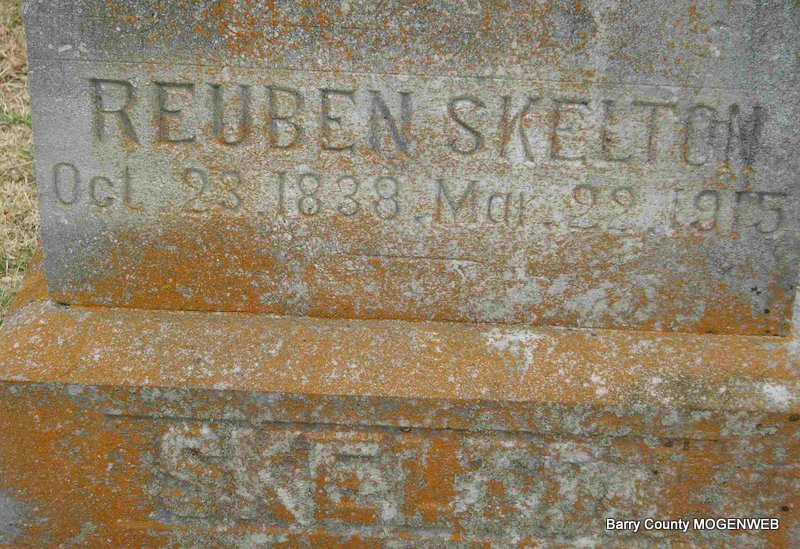 REUBEN SKELTON
Oct. 23, 1838. Mar. 22, 1915
SKELTON
Barry County MOGENWEB